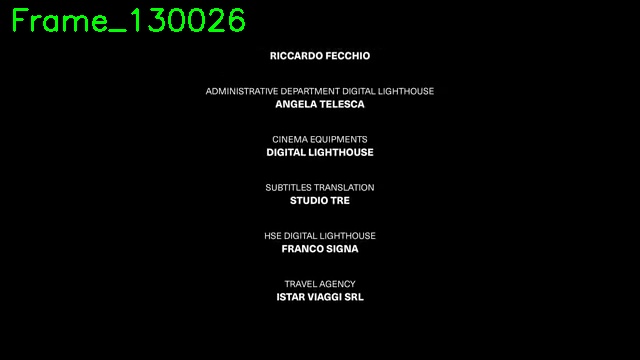 Frame_130026
RICCARDO FECCHIO
ADMINISTRATIVE DEPARTMENT DIGITAL LIGHTHOUSE
ANGELA TELESCA
CINEMA EQUIPMENTS
DIGITAL LIGHTHOUSE
SUBTITLES TRANSLATION
STUDIO TRE
HSE DIGITAL LIGHTHOUSE
FRANCO SIGNA
TRAVEL AGENCY
ISTAR VIAGGI SRL